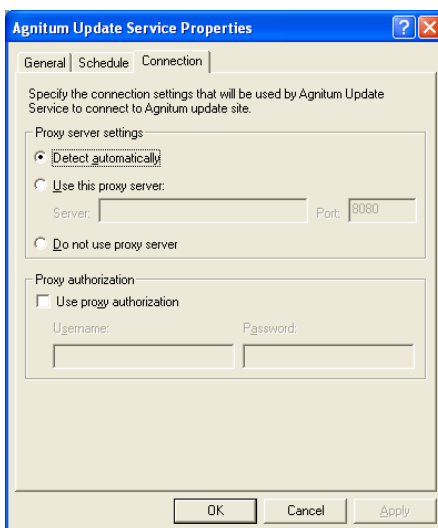 Agnitum Update Service Properties
General Schedule Connection
Specify the connection settings that will be used by Agnitum Update
Service to connect to Agnitum update site.
Proxy server settings
Detect automatically
Use this proxy server:
Server: Port: 8080
Do not use proxy server
Proxy authorization
Use proxy authorization
Username: Password:
OK Cancel Apply